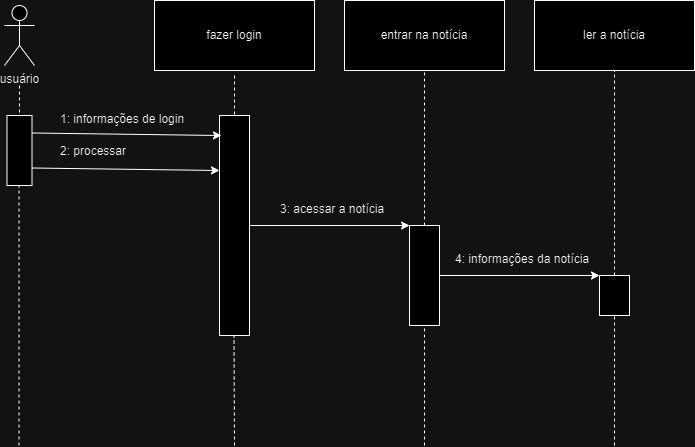 fazer login
entrar na notícia
ler a notícia
usuário
1: informações de login
2: processar
3: acessar a notícia
4: informações da notícia